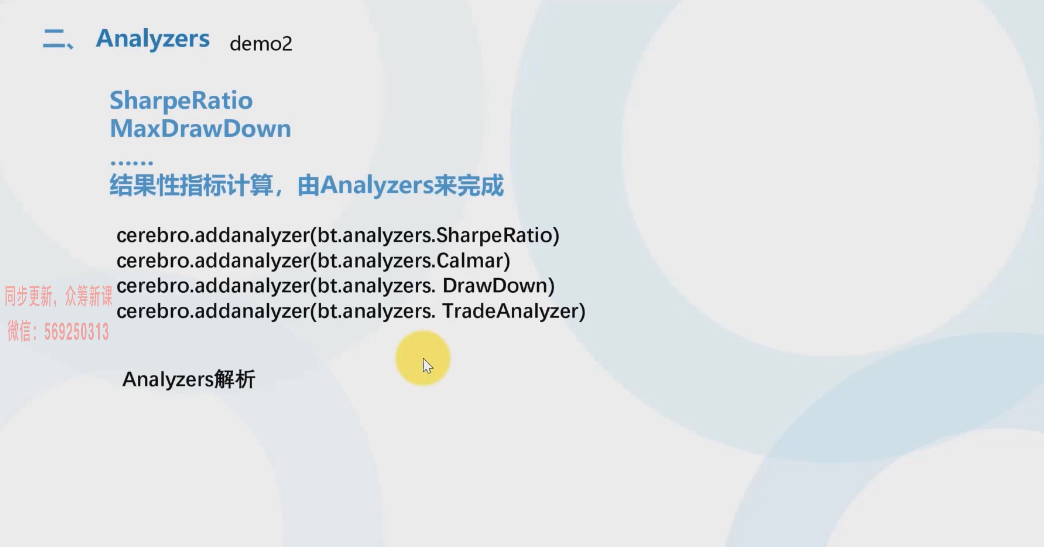 二、 Analyzers demo2
SharpeRatio
MaxDrawDown
……
结果性指标计算，由Analyzers来完成
cerebro.addanalyzer(bt.analyzers.SharpeRatio)
cerebro.addanalyzer(bt.analyzers.Calmar)
cerebro.addanalyzer(bt.analyzers. DrawDown)
cerebro.addanalyzer(bt.analyzers. TradeAnalyzer)
同步更新，众筹新课
微信：569250313
Analyzers解析